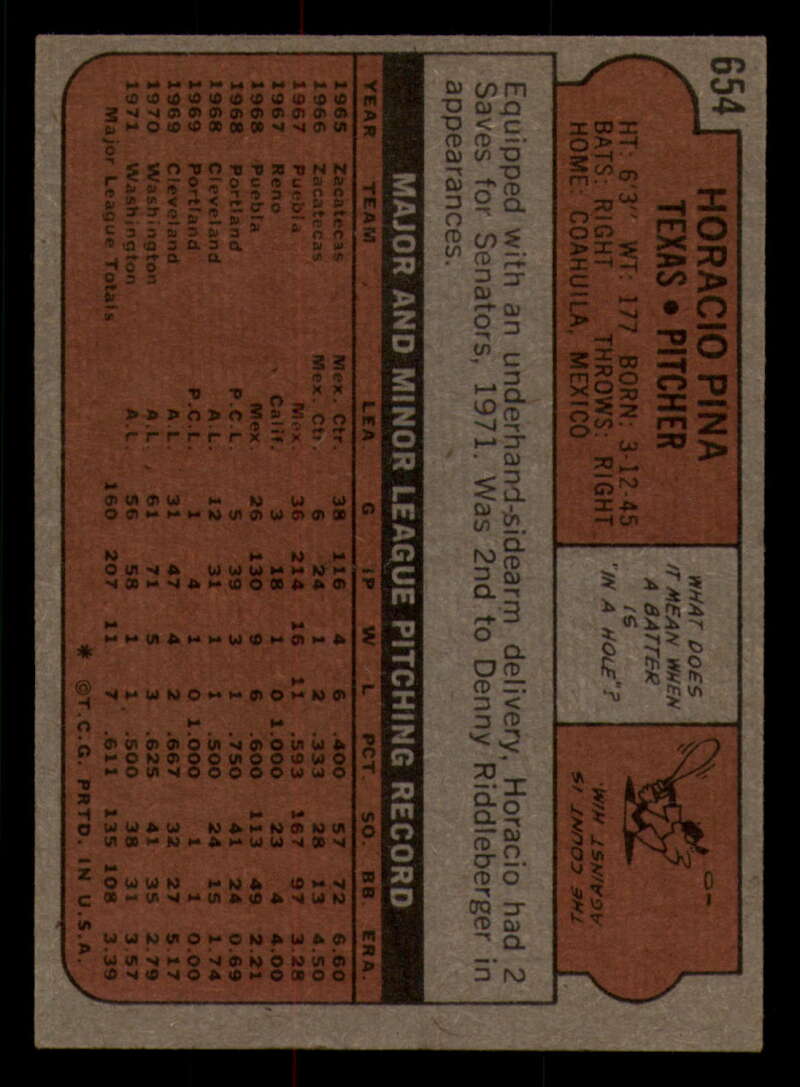 654
HORACIO PINA
TEXAS • PITCHER
HT: 6'3" WT: 177 BORN: 3-12-45
BATS: RIGHT THROWS: RIGHT
HOME: COAHUILA, MEXICO
WHAT DOES
IT MEAN WHEN
A BATTER
IS
"IN A HOLE"?
THE COUNT IS
AGAINST HIM.
Equipped with an underhand-sidearm delivery, Horacio had 2
Saves for Senators, 1971. Was 2nd to Denny Riddleberger in
appearances.
MAJOR AND MINOR LEAGUE PITCHING RECORD
YEAR TEAM LEA G IP W L PCT. SO. BB ERA.
1965 Zacatecas Mex. Ctr. 38 116 4 6 .400 57 72 6.60
1966 Zacatecas Mex. Ctr. 6 24 1 2 .333 28 13 4.50
1967 Puebla Mex. 36 214 16 11 .593 167 97 3.28
1967 Reno Calif. 3 18 1 0 1.000 23 4 4.00
1968 Puebla Mex. 26 130 9 6 .600 113 49 2.21
1968 Portland P.C.L. 5 39 3 1 .750 41 24 0.69
1968 Cleveland A.L. 12 31 1 1 .500 24 15 1.74
1969 Portland P.C.L. 1 4 1 0 1.000 1 1 0.00
1969 Cleveland A.L. 31 47 4 2 .667 32 27 5.17
1970 Washington A.L. 61 71 5 3 .625 41 35 2.79
1971 Washington A.L. 56 58 1 1 .500 38 31 3.57
Major League Totals 160 207 11 7 .611 135 108 3.39
* ©T.C.G. PRTD. IN U.S.A.